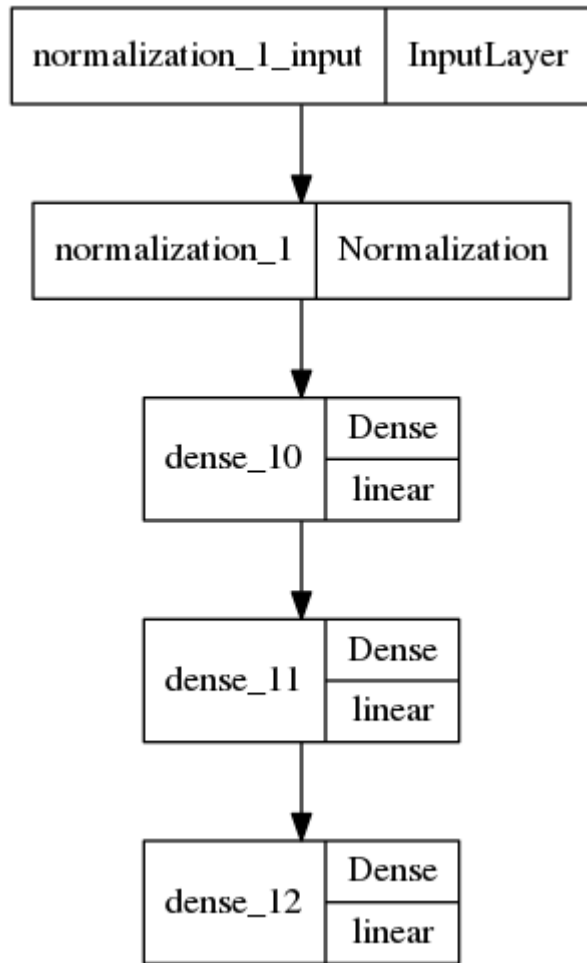 normalization_1_input InputLayer
normalization_1 Normalization
dense_10 Dense
linear
dense_11 Dense
linear
dense_12 Dense
linear